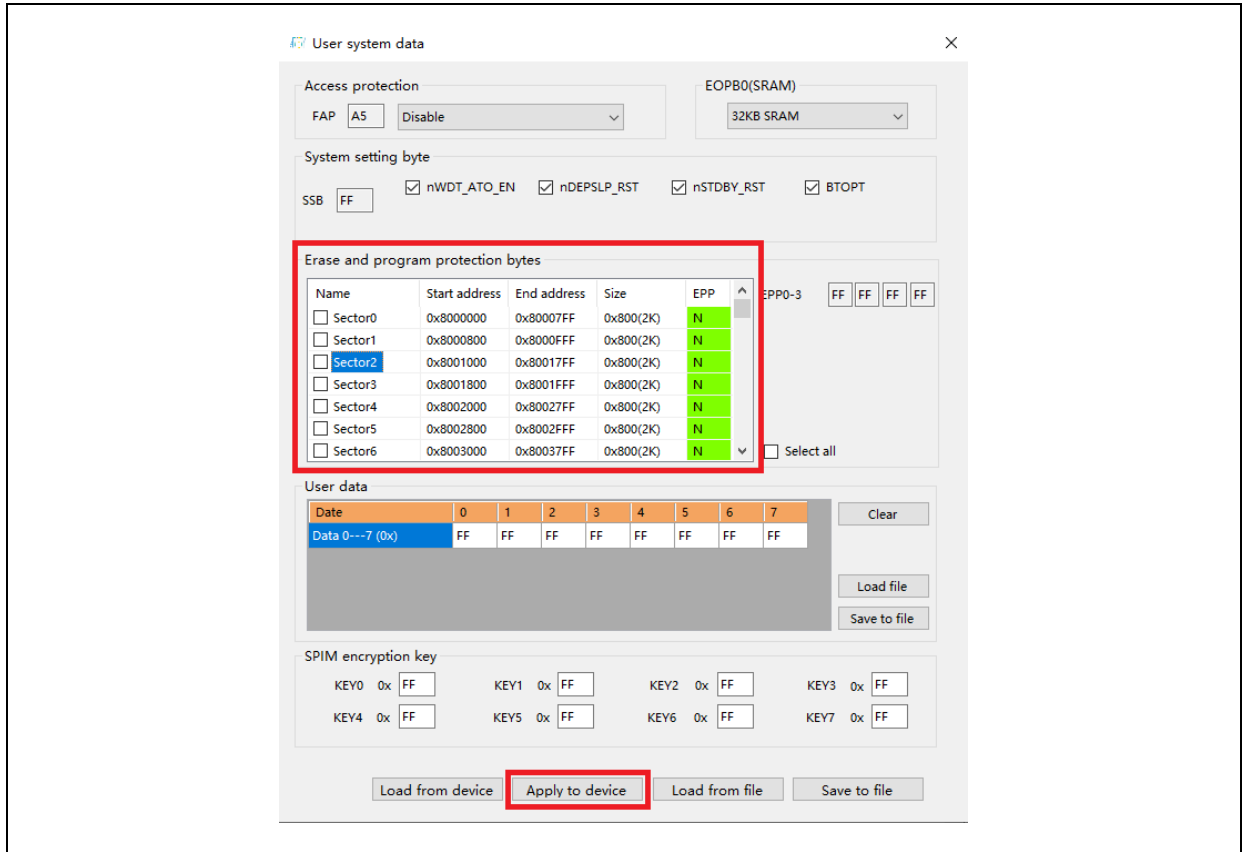 User system data
Access protection
EOPB0(SRAM)
FAP A5 Disable
32KB SRAM
System setting byte
SSB FF nWDT_ATO_EN nDEPSLP_RST nSTDBY_RST BTOPT
Erase and program protection bytes
Name Start address End address Size EPP
EPP0-3 FF FF FF FF
Sector0 0x8000000 0x80007FF 0x800(2K) N
Sector1 0x8000800 0x8000FFF 0x800(2K) N
Sector2 0x8001000 0x80017FF 0x800(2K) N
Sector3 0x8001800 0x8001FFF 0x800(2K) N
Sector4 0x8002000 0x80027FF 0x800(2K) N
Sector5 0x8002800 0x8002FFF 0x800(2K) N
Sector6 0x8003000 0x80037FF 0x800(2K) N
Select all
User data
Date 0 1 2 3 4 5 6 7
Data 0---7 (0x) FF FF FF FF FF FF FF FF
Clear
Load file
Save to file
SPIM encryption key
KEY0 0x FF KEY1 0x FF KEY2 0x FF KEY3 0x FF
KEY4 0x FF KEY5 0x FF KEY6 0x FF KEY7 0x FF
Load from device Apply to device Load from file Save to file